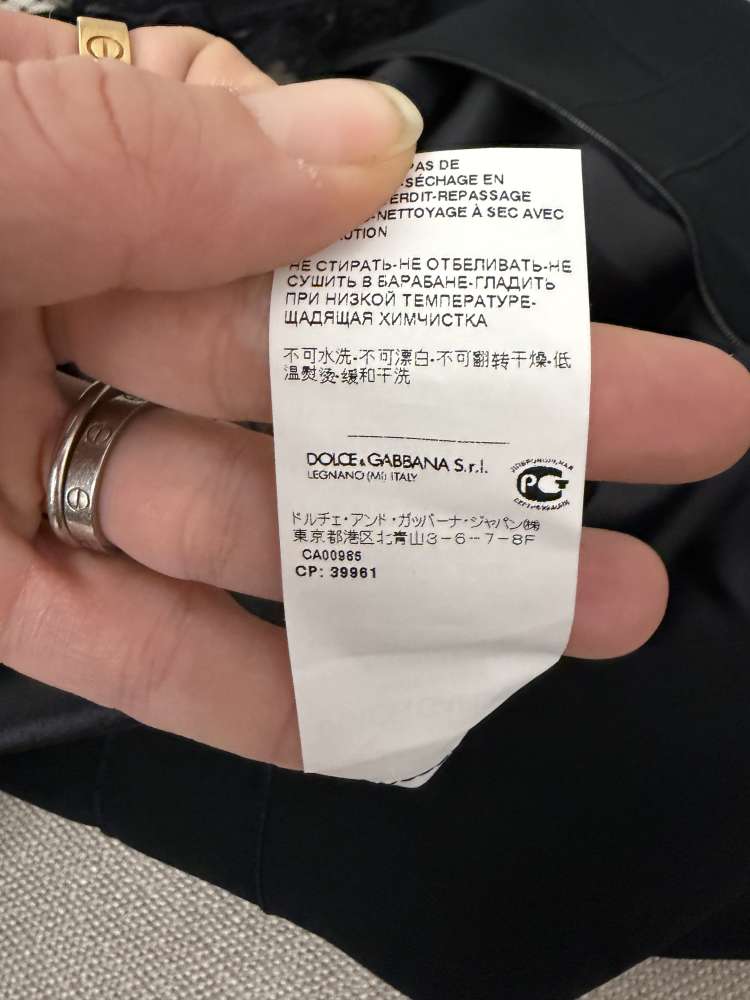 PAS DE
-SÉCHAGE EN
ERDIT-REPASSAGE
-NETTOYAGE À SEC AVEC
UTION
НЕ СТИРАТЬ-НЕ ОТБЕЛИВАТЬ-НЕ
СУШИТЬ В БАРАБАНЕ-ГЛАДИТЬ
ПРИ НИЗКОЙ ТЕМПЕРАТУРЕ-
ЩАДЯЩАЯ ХИМЧИСТКА
不可水洗-不可漂白-不可翻转干燥-低
温熨烫-缓和干洗
DOLCE & GABBANA S.r.l.
LEGNANO (MI) ITALY
PCT
ドルチェ・アンド・ガッバーナ・ジャパン㈱
東京都港区北青山3-6-7-8F
CA00965
CP: 39961